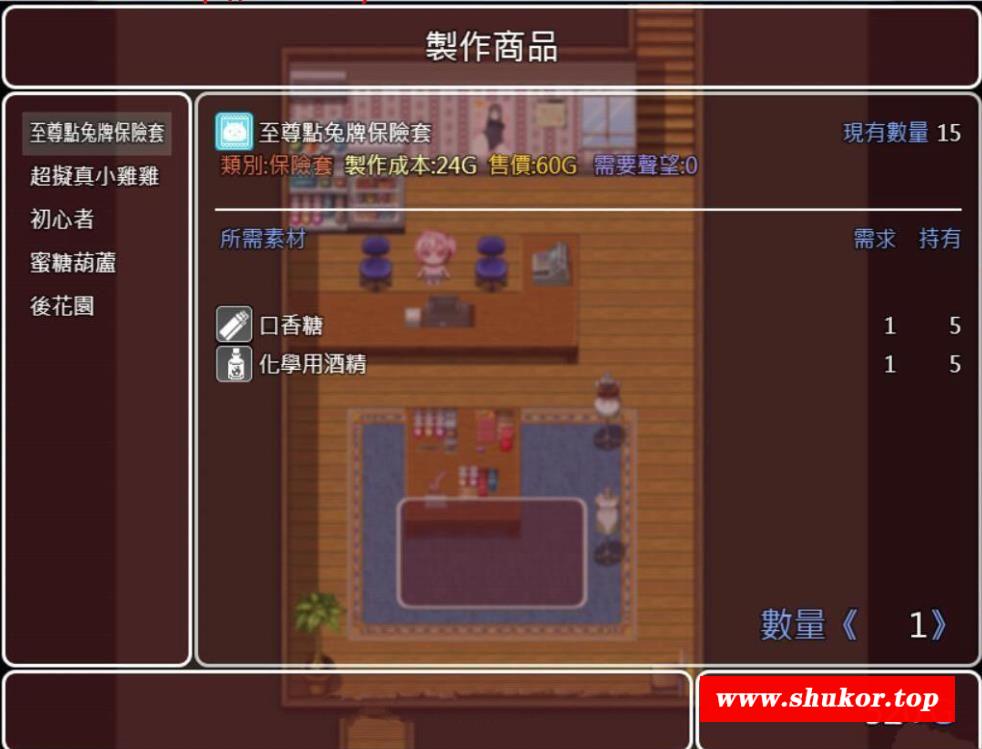 製作商品
至尊點兔牌保險套
超擬真小雞雞
初心者
蜜糖葫蘆
後花園
至尊點兔牌保險套 現有數量 15
類別:保險套 製作成本:24G 售價:60G 需要聲望:0
所需素材 需求 持有
口香糖 1 5
化學用酒精 1 5
數量《 1》
www.shukor.top